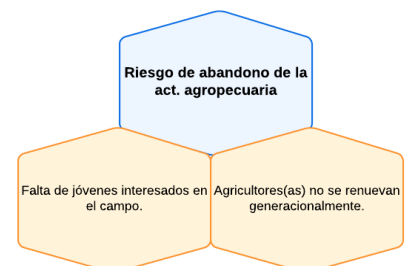 Riesgo de abandono de la
act. agropecuaria
Falta de jóvenes interesados en
el campo.
Agricultores(as) no se renuevan
generacionalmente.